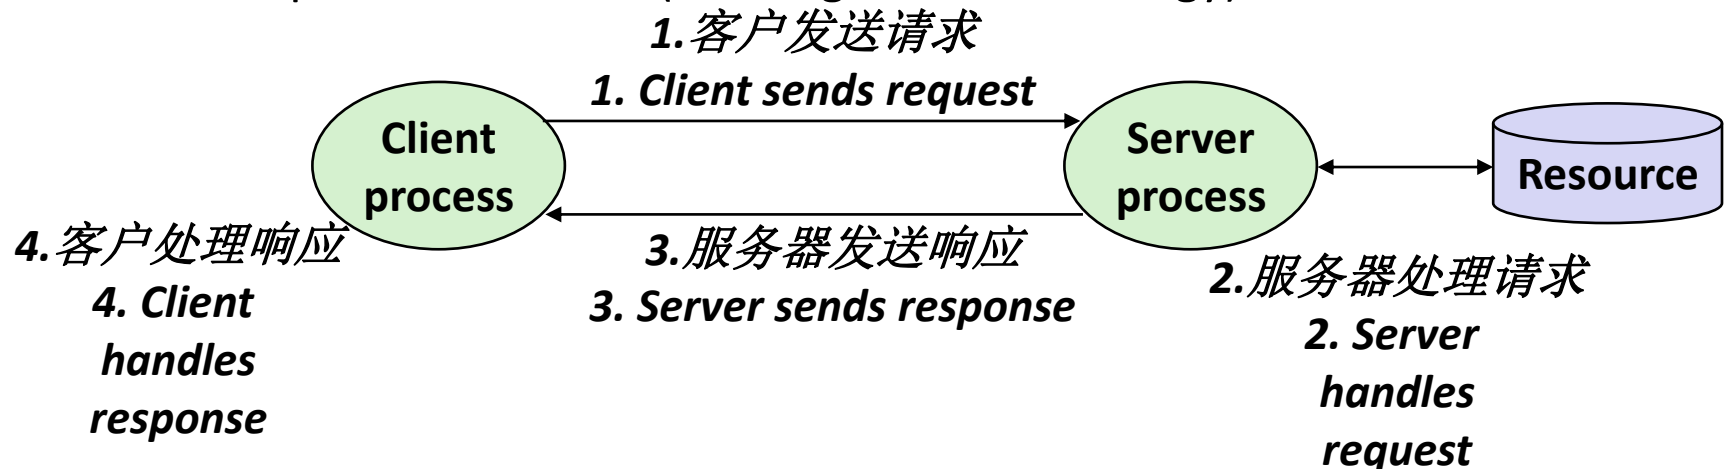 1.客户发送请求
1. Client sends request
Client
process
Server
process
Resource
4.客户处理响应
4. Client
handles
response
3.服务器发送响应
3. Server sends response
2.服务器处理请求
2. Server
handles
request